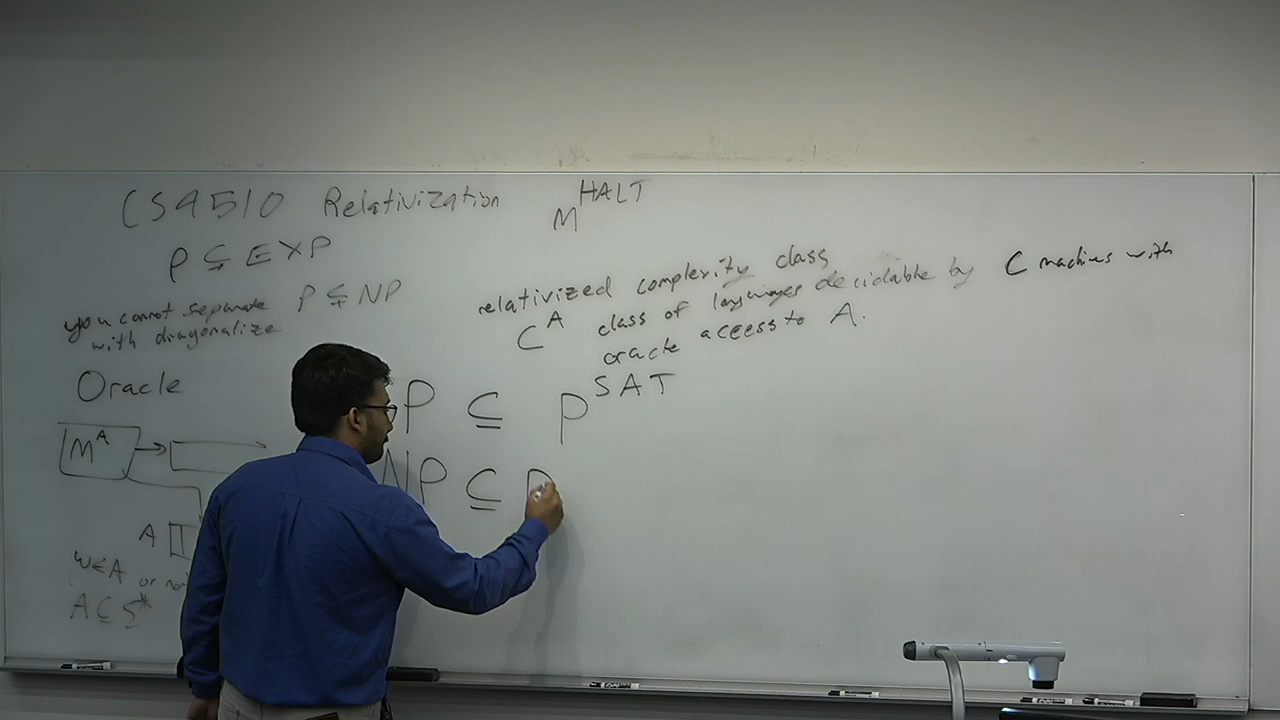 CS4510 Relativization
M^HALT
P ⊊ EXP
you cannot separate P ⊊ NP
with diagonalize
relativized complexity class
C^A class of languages decidable by C machines with
oracle access to A.
Oracle
M^A
A
w∈A or not
A⊆Σ*
P ⊆ P^SAT
NP ⊆ P